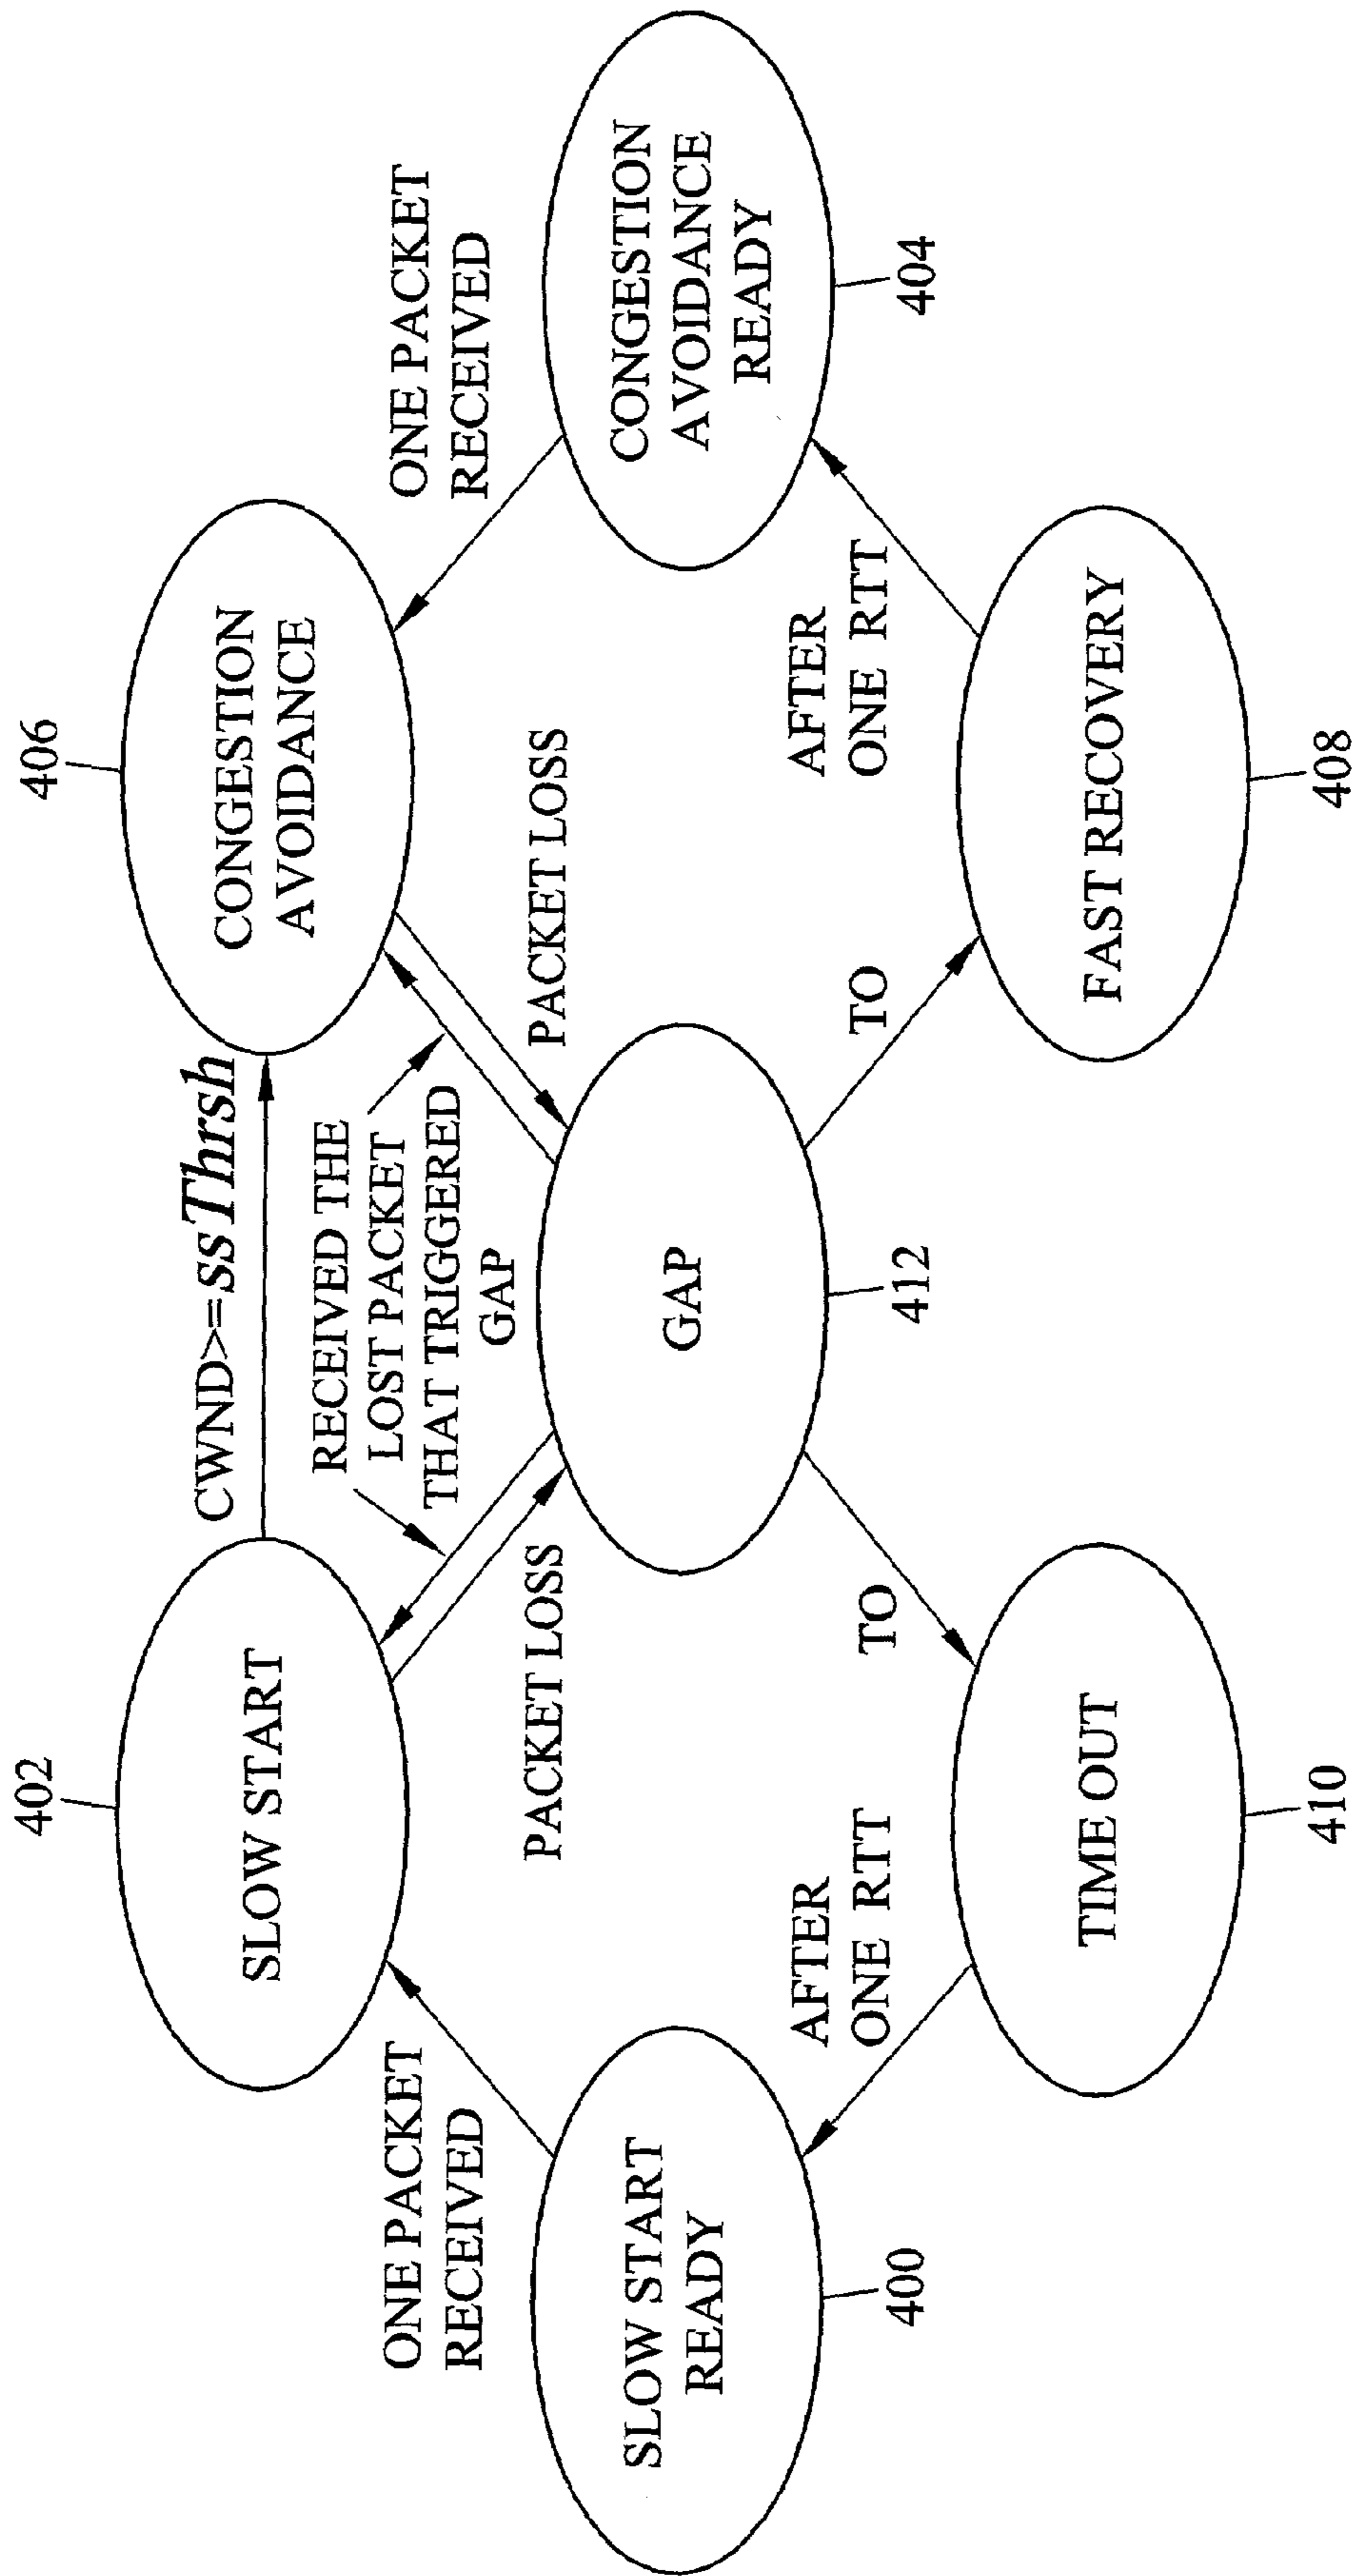 402
406
SLOW START
CONGESTION
AVOIDANCE
CWND>=ssThrsh
ONE PACKET
RECEIVED
RECEIVED THE
LOST PACKET
THAT TRIGGERED
GAP
PACKET LOSS
PACKET LOSS
ONE PACKET
RECEIVED
SLOW START
READY
400
GAP
412
CONGESTION
AVOIDANCE
READY
404
AFTER
ONE RTT
TO
TO
AFTER
ONE RTT
TIME OUT
410
FAST RECOVERY
408